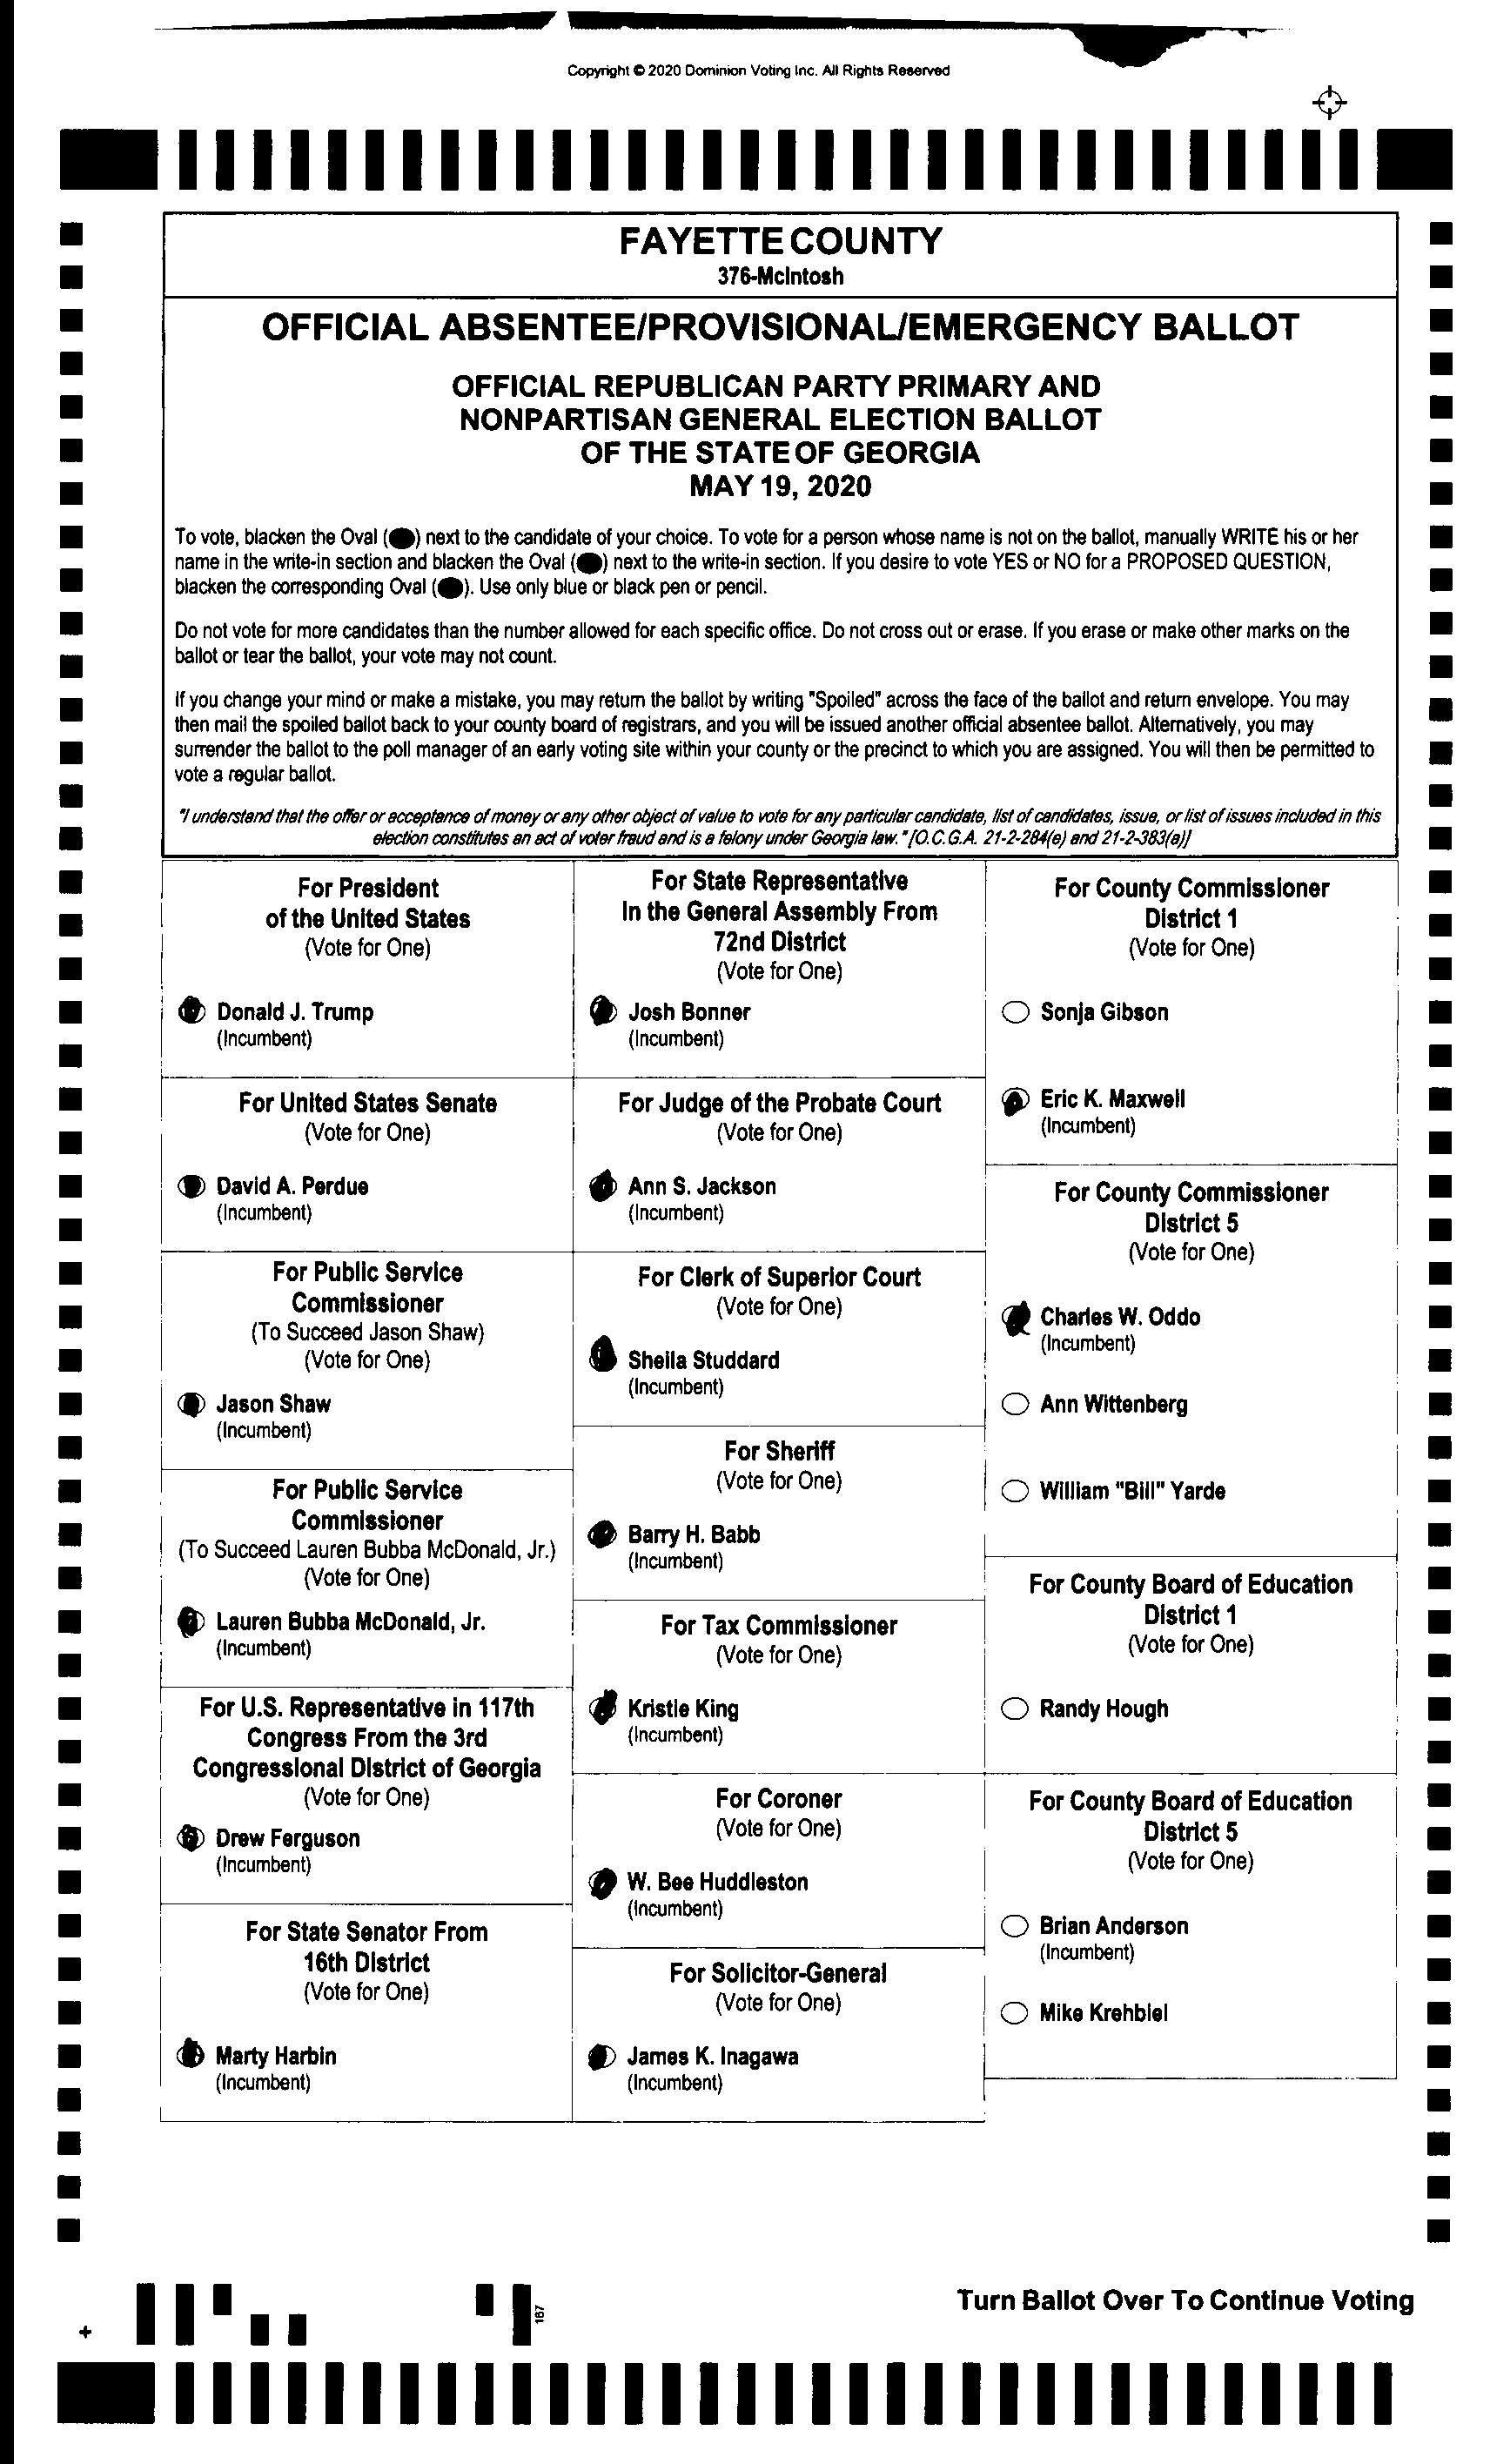 Copyright © 2020 Dominion Voting Inc. All Rights Reserved
FAYETTE COUNTY
376-McIntosh
OFFICIAL ABSENTEE/PROVISIONAL/EMERGENCY BALLOT
OFFICIAL REPUBLICAN PARTY PRIMARY AND
NONPARTISAN GENERAL ELECTION BALLOT
OF THE STATE OF GEORGIA
MAY 19, 2020
To vote, blacken the Oval ( ) next to the candidate of your choice. To vote for a person whose name is not on the ballot, manually WRITE his or her
name in the write-in section and blacken the Oval ( ) next to the write-in section. If you desire to vote YES or NO for a PROPOSED QUESTION,
blacken the corresponding Oval ( ). Use only blue or black pen or pencil.
Do not vote for more candidates than the number allowed for each specific office. Do not cross out or erase. If you erase or make other marks on the
ballot or tear the ballot, your vote may not count.
If you change your mind or make a mistake, you may return the ballot by writing "Spoiled" across the face of the ballot and return envelope. You may
then mail the spoiled ballot back to your county board of registrars, and you will be issued another official absentee ballot. Alternatively, you may
surrender the ballot to the poll manager of an early voting site within your county or the precinct to which you are assigned. You will then be permitted to
vote a regular ballot.
"I understand that the offer or acceptance of money or any other object of value to vote for any particular candidate, list of candidates, issue, or list of issues included in this
election constitutes an act of voter fraud and is a felony under Georgia law." [O.C.G.A. 21-2-284(e) and 21-2-383(a)]
For President
of the United States
(Vote for One)
Donald J. Trump
(Incumbent)
For United States Senate
(Vote for One)
David A. Perdue
(Incumbent)
For Public Service
Commissioner
(To Succeed Jason Shaw)
(Vote for One)
Jason Shaw
(Incumbent)
For Public Service
Commissioner
(To Succeed Lauren Bubba McDonald, Jr.)
(Vote for One)
Lauren Bubba McDonald, Jr.
(Incumbent)
For U.S. Representative in 117th
Congress From the 3rd
Congressional District of Georgia
(Vote for One)
Drew Ferguson
(Incumbent)
For State Senator From
16th District
(Vote for One)
Marty Harbin
(Incumbent)
For State Representative
In the General Assembly From
72nd District
(Vote for One)
Josh Bonner
(Incumbent)
For Judge of the Probate Court
(Vote for One)
Ann S. Jackson
(Incumbent)
For Clerk of Superior Court
(Vote for One)
Sheila Studdard
(Incumbent)
For Sheriff
(Vote for One)
Barry H. Babb
(Incumbent)
For Tax Commissioner
(Vote for One)
Kristie King
(Incumbent)
For Coroner
(Vote for One)
W. Bee Huddleston
(Incumbent)
For Solicitor-General
(Vote for One)
James K. Inagawa
(Incumbent)
For County Commissioner
District 1
(Vote for One)
Sonja Gibson
Eric K. Maxwell
(Incumbent)
For County Commissioner
District 5
(Vote for One)
Charles W. Oddo
(Incumbent)
Ann Wittenberg
William "Bill" Yarde
For County Board of Education
District 1
(Vote for One)
Randy Hough
For County Board of Education
District 5
(Vote for One)
Brian Anderson
(Incumbent)
Mike Krehbiel
Turn Ballot Over To Continue Voting
167